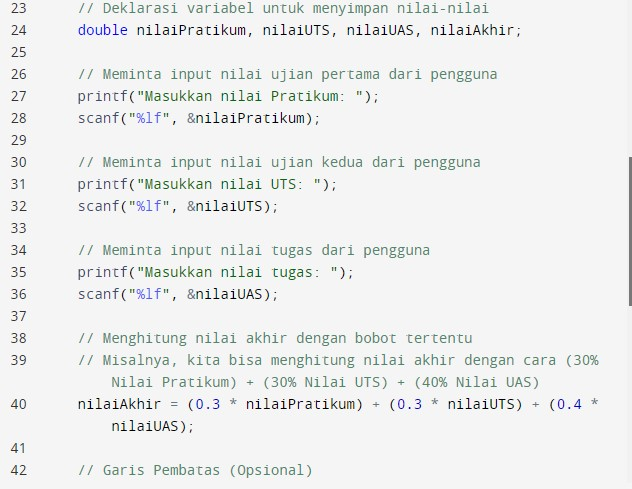 23 // Deklarasi variabel untuk menyimpan nilai-nilai
24 double nilaiPratikum, nilaiUTS, nilaiUAS, nilaiAkhir;
25
26 // Meminta input nilai ujian pertama dari pengguna
27 printf("Masukkan nilai Pratikum: ");
28 scanf("%lf", &nilaiPratikum);
29
30 // Meminta input nilai ujian kedua dari pengguna
31 printf("Masukkan nilai UTS: ");
32 scanf("%lf", &nilaiUTS);
33
34 // Meminta input nilai tugas dari pengguna
35 printf("Masukkan nilai tugas: ");
36 scanf("%lf", &nilaiUAS);
37
38 // Menghitung nilai akhir dengan bobot tertentu
39 // Misalnya, kita bisa menghitung nilai akhir dengan cara (30%
Nilai Pratikum) + (30% Nilai UTS) + (40% Nilai UAS)
40 nilaiAkhir = (0.3 * nilaiPratikum) + (0.3 * nilaiUTS) + (0.4 *
nilaiUAS);
41
42 // Garis Pembatas (Opsional)